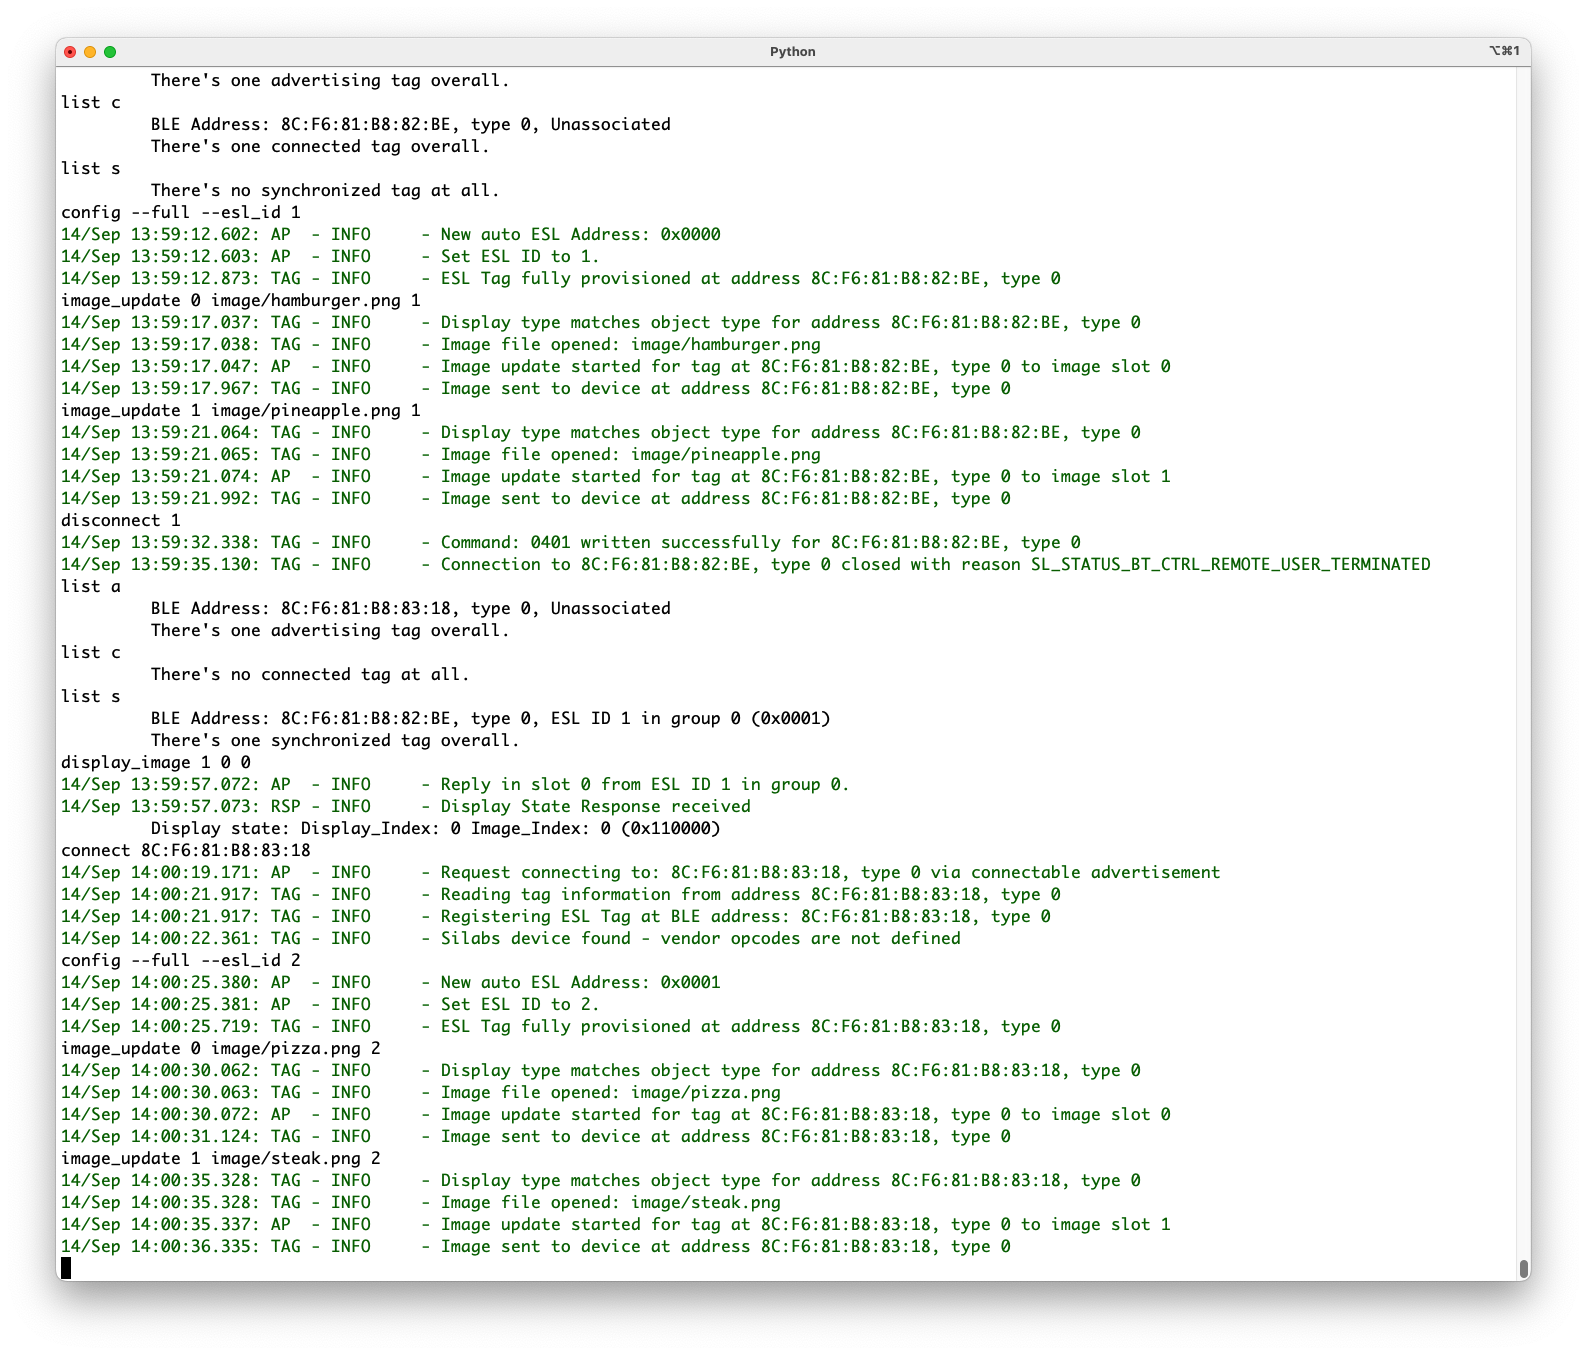 Python
⌥⌘1
There's one advertising tag overall.
list c
BLE Address: 8C:F6:81:B8:82:BE, type 0, Unassociated
There's one connected tag overall.
list s
There's no synchronized tag at all.
config --full --esl_id 1
14/Sep 13:59:12.602: AP  - INFO     - New auto ESL Address: 0x0000
14/Sep 13:59:12.603: AP  - INFO     - Set ESL ID to 1.
14/Sep 13:59:12.873: TAG - INFO     - ESL Tag fully provisioned at address 8C:F6:81:B8:82:BE, type 0
image_update 0 image/hamburger.png 1
14/Sep 13:59:17.037: TAG - INFO     - Display type matches object type for address 8C:F6:81:B8:82:BE, type 0
14/Sep 13:59:17.038: TAG - INFO     - Image file opened: image/hamburger.png
14/Sep 13:59:17.047: AP  - INFO     - Image update started for tag at 8C:F6:81:B8:82:BE, type 0 to image slot 0
14/Sep 13:59:17.967: TAG - INFO     - Image sent to device at address 8C:F6:81:B8:82:BE, type 0
image_update 1 image/pineapple.png 1
14/Sep 13:59:21.064: TAG - INFO     - Display type matches object type for address 8C:F6:81:B8:82:BE, type 0
14/Sep 13:59:21.065: TAG - INFO     - Image file opened: image/pineapple.png
14/Sep 13:59:21.074: AP  - INFO     - Image update started for tag at 8C:F6:81:B8:82:BE, type 0 to image slot 1
14/Sep 13:59:21.992: TAG - INFO     - Image sent to device at address 8C:F6:81:B8:82:BE, type 0
disconnect 1
14/Sep 13:59:32.338: TAG - INFO     - Command: 0401 written successfully for 8C:F6:81:B8:82:BE, type 0
14/Sep 13:59:35.130: TAG - INFO     - Connection to 8C:F6:81:B8:82:BE, type 0 closed with reason SL_STATUS_BT_CTRL_REMOTE_USER_TERMINATED
list a
BLE Address: 8C:F6:81:B8:83:18, type 0, Unassociated
There's one advertising tag overall.
list c
There's no connected tag at all.
list s
BLE Address: 8C:F6:81:B8:82:BE, type 0, ESL ID 1 in group 0 (0x0001)
There's one synchronized tag overall.
display_image 1 0 0
14/Sep 13:59:57.072: AP  - INFO     - Reply in slot 0 from ESL ID 1 in group 0.
14/Sep 13:59:57.073: RSP - INFO     - Display State Response received
Display state: Display_Index: 0 Image_Index: 0 (0x110000)
connect 8C:F6:81:B8:83:18
14/Sep 14:00:19.171: AP  - INFO     - Request connecting to: 8C:F6:81:B8:83:18, type 0 via connectable advertisement
14/Sep 14:00:21.917: TAG - INFO     - Reading tag information from address 8C:F6:81:B8:83:18, type 0
14/Sep 14:00:21.917: TAG - INFO     - Registering ESL Tag at BLE address: 8C:F6:81:B8:83:18, type 0
14/Sep 14:00:22.361: TAG - INFO     - Silabs device found - vendor opcodes are not defined
config --full --esl_id 2
14/Sep 14:00:25.380: AP  - INFO     - New auto ESL Address: 0x0001
14/Sep 14:00:25.381: AP  - INFO     - Set ESL ID to 2.
14/Sep 14:00:25.719: TAG - INFO     - ESL Tag fully provisioned at address 8C:F6:81:B8:83:18, type 0
image_update 0 image/pizza.png 2
14/Sep 14:00:30.062: TAG - INFO     - Display type matches object type for address 8C:F6:81:B8:83:18, type 0
14/Sep 14:00:30.063: TAG - INFO     - Image file opened: image/pizza.png
14/Sep 14:00:30.072: AP  - INFO     - Image update started for tag at 8C:F6:81:B8:83:18, type 0 to image slot 0
14/Sep 14:00:31.124: TAG - INFO     - Image sent to device at address 8C:F6:81:B8:83:18, type 0
image_update 1 image/steak.png 2
14/Sep 14:00:35.328: TAG - INFO     - Display type matches object type for address 8C:F6:81:B8:83:18, type 0
14/Sep 14:00:35.328: TAG - INFO     - Image file opened: image/steak.png
14/Sep 14:00:35.337: AP  - INFO     - Image update started for tag at 8C:F6:81:B8:83:18, type 0 to image slot 1
14/Sep 14:00:36.335: TAG - INFO     - Image sent to device at address 8C:F6:81:B8:83:18, type 0